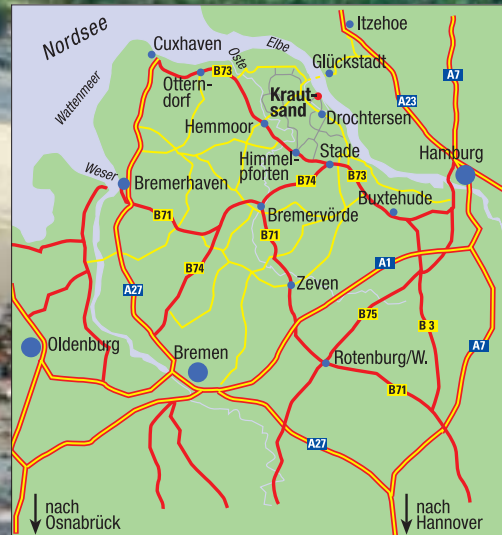 Nordsee
Wattenmeer
Cuxhaven
Elbe
Oste
Itzehoe
Glückstadt
A7
A23
B73
Ottern-
dorf
Kraut-
sand
Drochtersen
Hemmoor
Himmel-
pforten
Stade
Hamburg
Weser
Bremerhaven
B74
B73
Buxtehude
B71
Bremervörde
B71
B74
A1
A27
Zeven
B75
B 3
A7
Oldenburg
Bremen
Rotenburg/W.
B71
A27
nach
Osnabrück
nach
Hannover